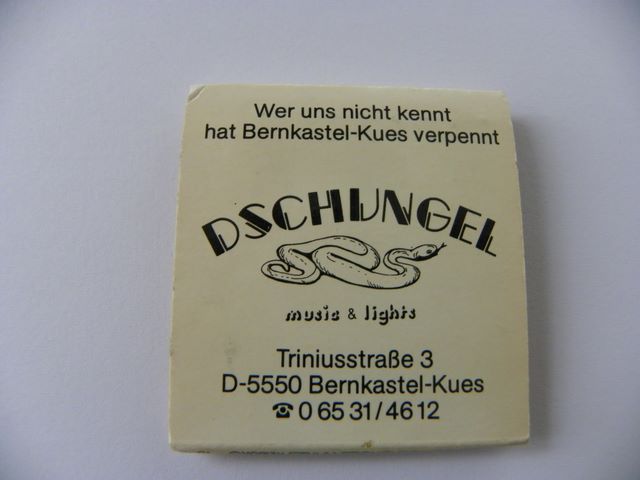 Wer uns nicht kennt
hat Bernkastel-Kues verpennt
DSCHUNGEL
music & lights
Triniusstraße 3
D-5550 Bernkastel-Kues
☎ 0 65 31/46 12